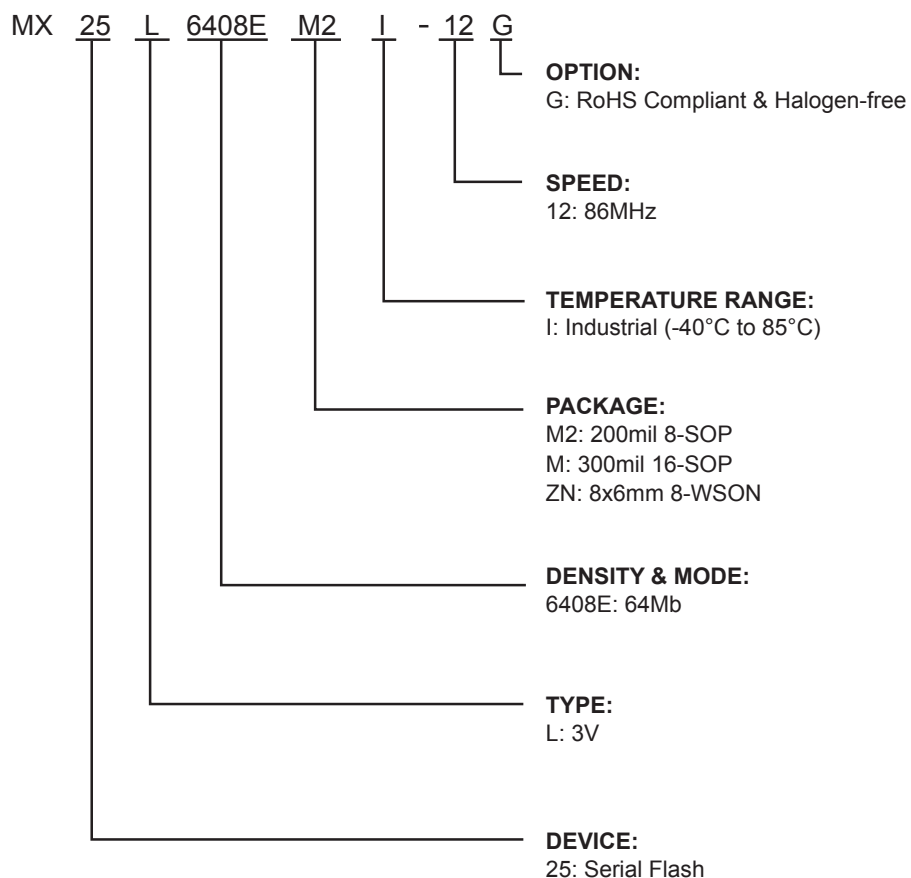 MX 25 L 6408E M2 I - 12 G
OPTION:
G: RoHS Compliant & Halogen-free
SPEED:
12: 86MHz
TEMPERATURE RANGE:
I: Industrial (-40°C to 85°C)
PACKAGE:
M2: 200mil 8-SOP
M: 300mil 16-SOP
ZN: 8x6mm 8-WSON
DENSITY & MODE:
6408E: 64Mb
TYPE:
L: 3V
DEVICE:
25: Serial Flash